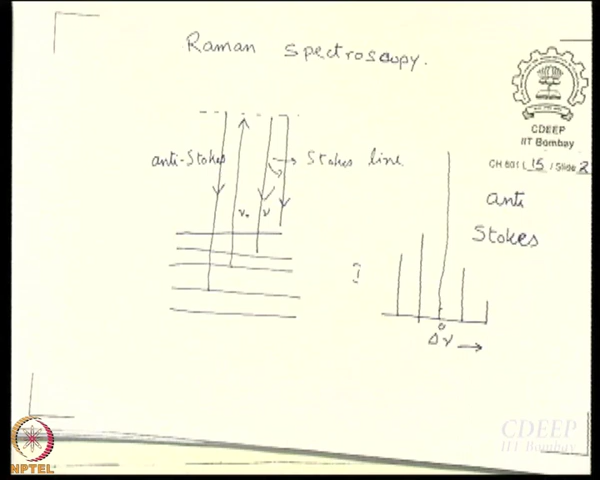 Raman Spectroscopy.
CDEEP
IIT Bombay
CH 601 L 15 / Slide 2
anti-Stokes
Stokes line
ν₀
ν
anti
Stokes
I
0
Δν →
CDEEP
IIT Bombay
NPTEL